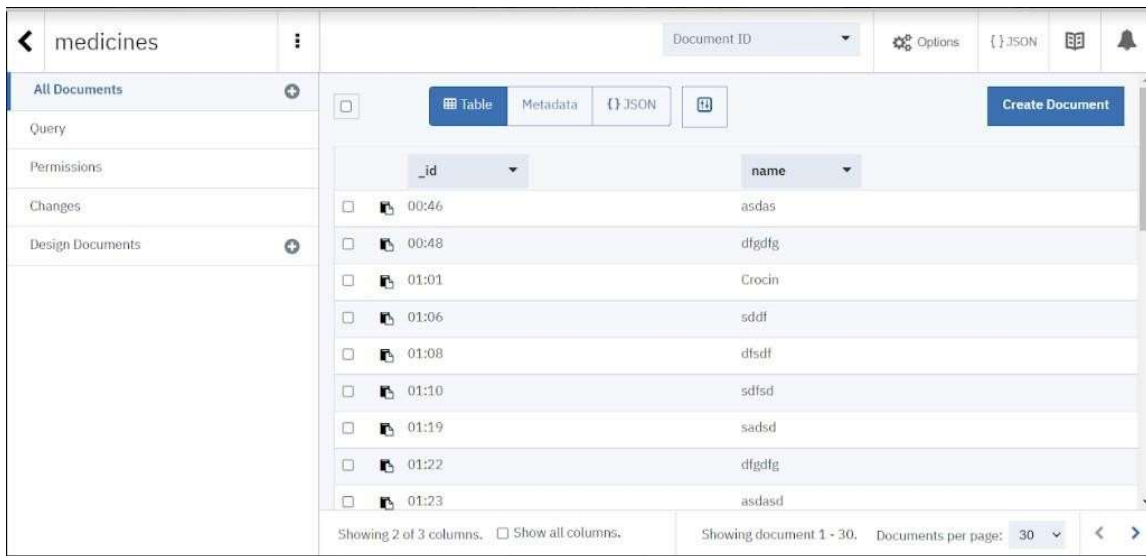 medicines
Document ID
Options
{ } JSON
All Documents
Query
Permissions
Changes
Design Documents
Table
Metadata
{ } JSON
Create Document
_id name
00:46 asdas
00:48 dfgdfg
01:01 Crocin
01:06 sddf
01:08 dfsdf
01:10 sdfsd
01:19 sadsd
01:22 dfgdfg
01:23 asdasd
Showing 2 of 3 columns. Show all columns. Showing document 1 - 30. Documents per page: 30